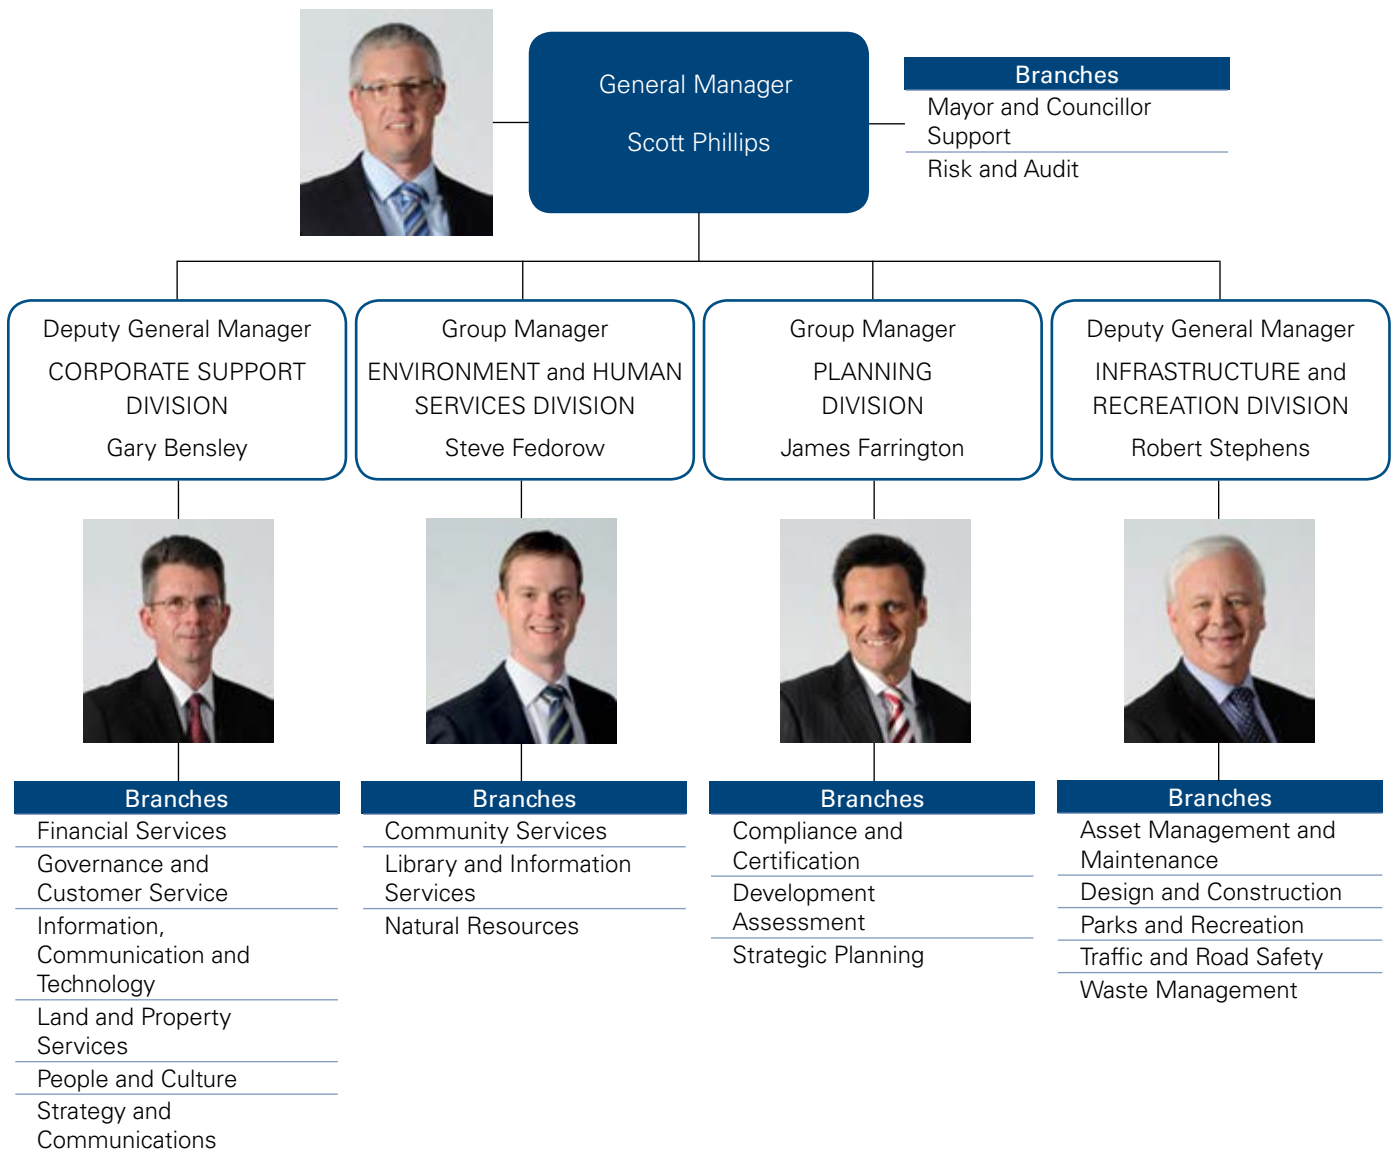 General Manager
Scott Phillips
Branches
Mayor and Councillor
Support
Risk and Audit
Deputy General Manager
CORPORATE SUPPORT
DIVISION
Gary Bensley
Group Manager
ENVIRONMENT and HUMAN
SERVICES DIVISION
Steve Fedorow
Group Manager
PLANNING
DIVISION
James Farrington
Deputy General Manager
INFRASTRUCTURE and
RECREATION DIVISION
Robert Stephens
Branches
Financial Services
Governance and
Customer Service
Information,
Communication and
Technology
Land and Property
Services
People and Culture
Strategy and
Communications
Branches
Community Services
Library and Information
Services
Natural Resources
Branches
Compliance and
Certification
Development
Assessment
Strategic Planning
Branches
Asset Management and
Maintenance
Design and Construction
Parks and Recreation
Traffic and Road Safety
Waste Management